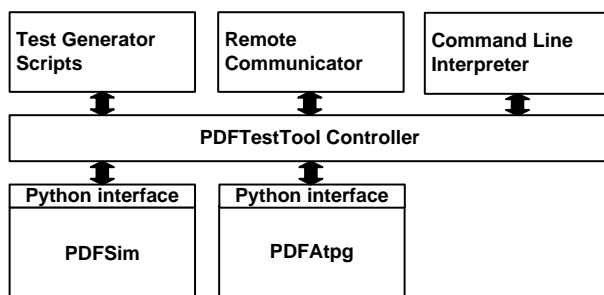 Test Generator
Scripts
Remote
Communicator
Command Line
Interpreter
PDFTestTool Controller
Python interface
PDFSim
Python interface
PDFAtpg